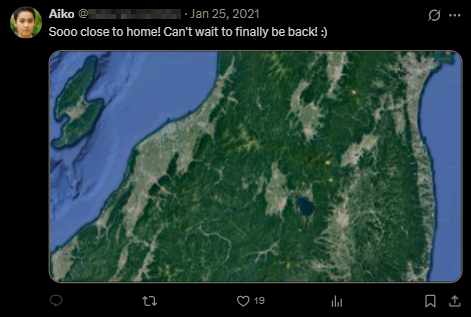 Aiko @ · Jan 25, 2021
Sooo close to home! Can't wait to finally be back! :)
19